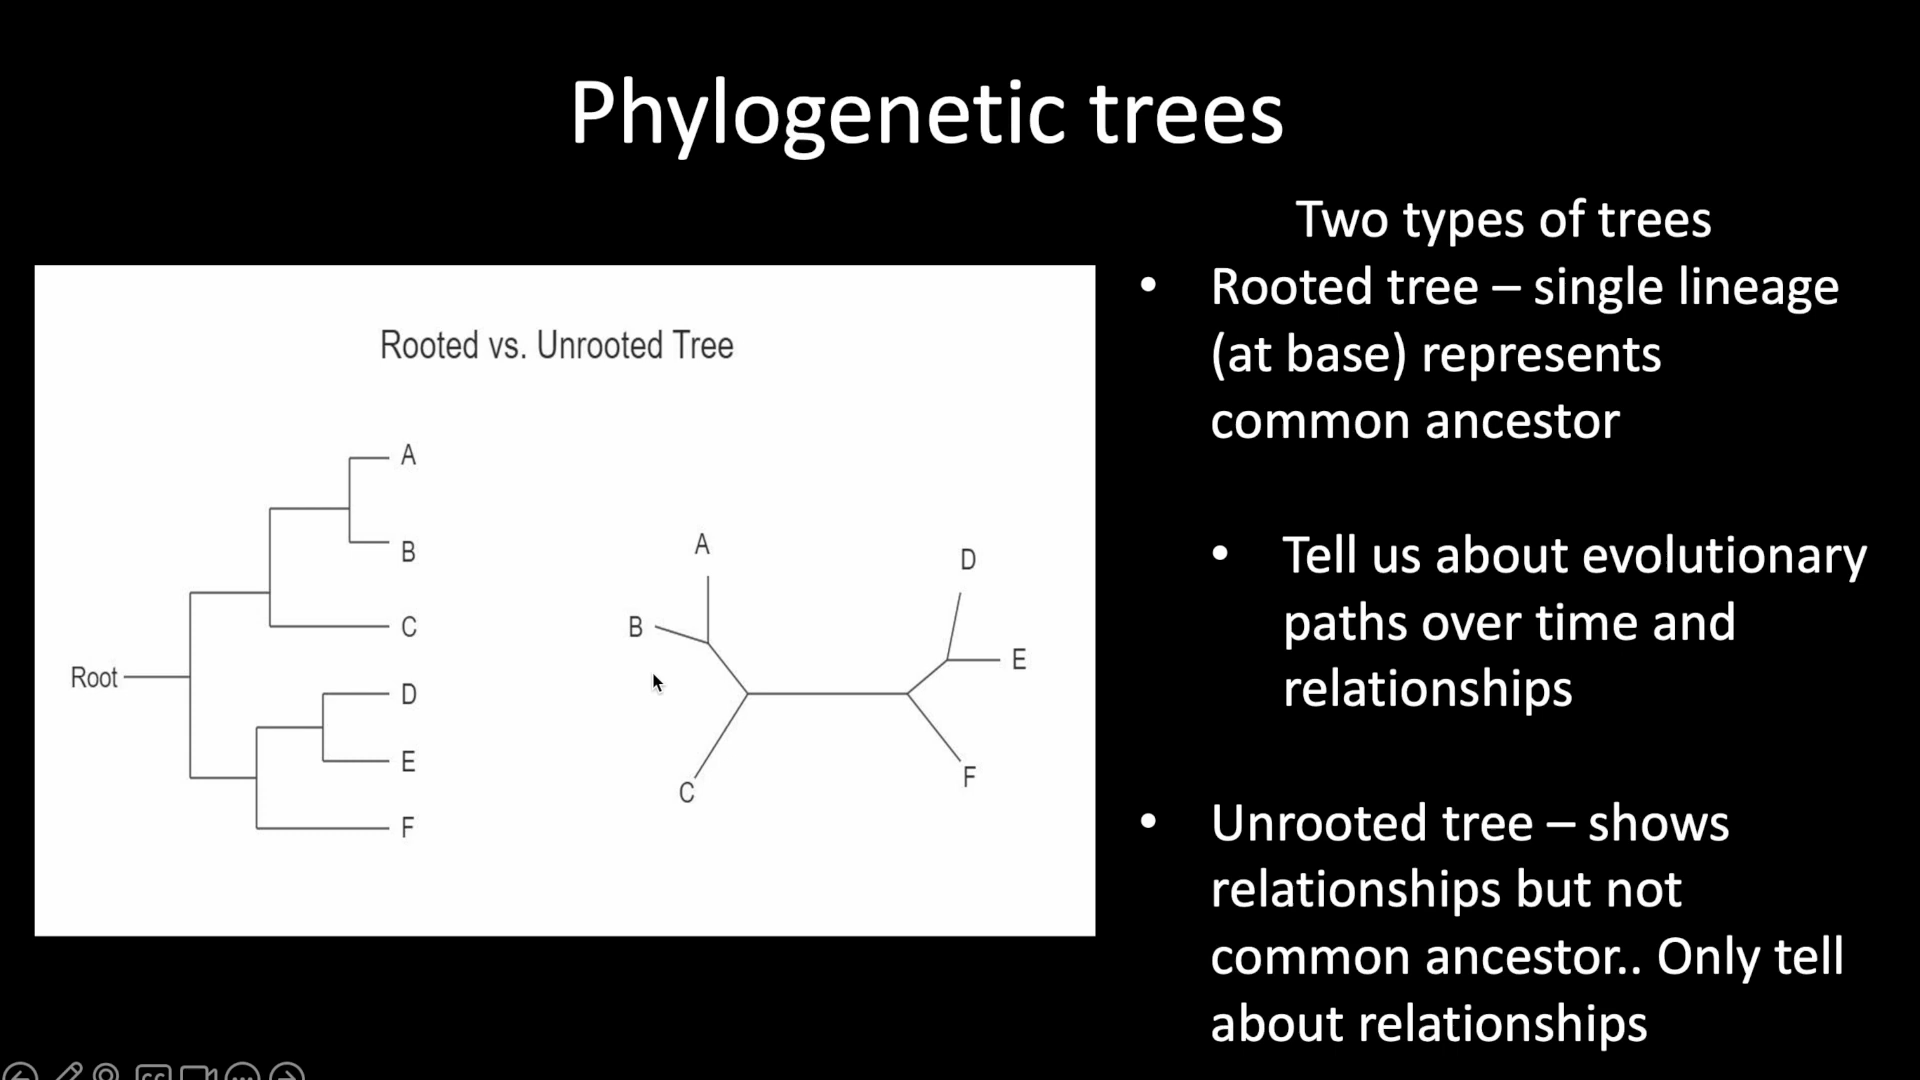 Phylogenetic trees
Rooted vs. Unrooted Tree
A
B
C
Root
D
E
F
A
B
C
D
E
F
Two types of trees
• Rooted tree – single lineage
(at base) represents
common ancestor
• Tell us about evolutionary
paths over time and
relationships
• Unrooted tree – shows
relationships but not
common ancestor.. Only tell
about relationships
CC